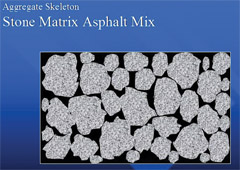 Aggregate Skeleton
Stone Matrix Asphalt Mix